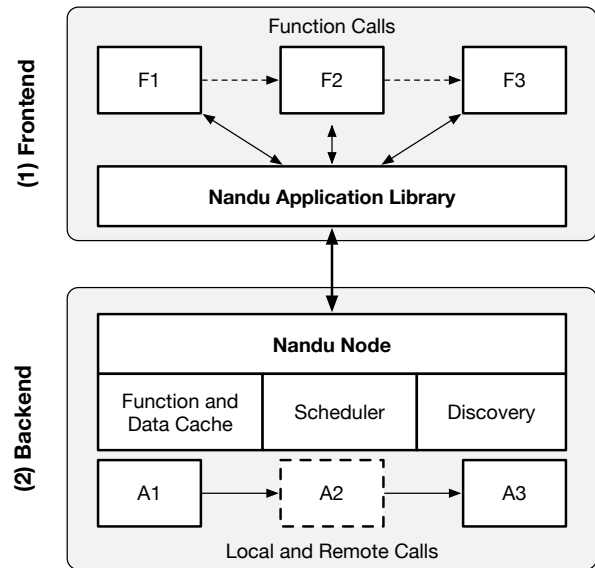 (1) Frontend
Function Calls
F1
F2
F3
Nandu Application Library
(2) Backend
Nandu Node
Function and
Data Cache
Scheduler
Discovery
A1
A2
A3
Local and Remote Calls